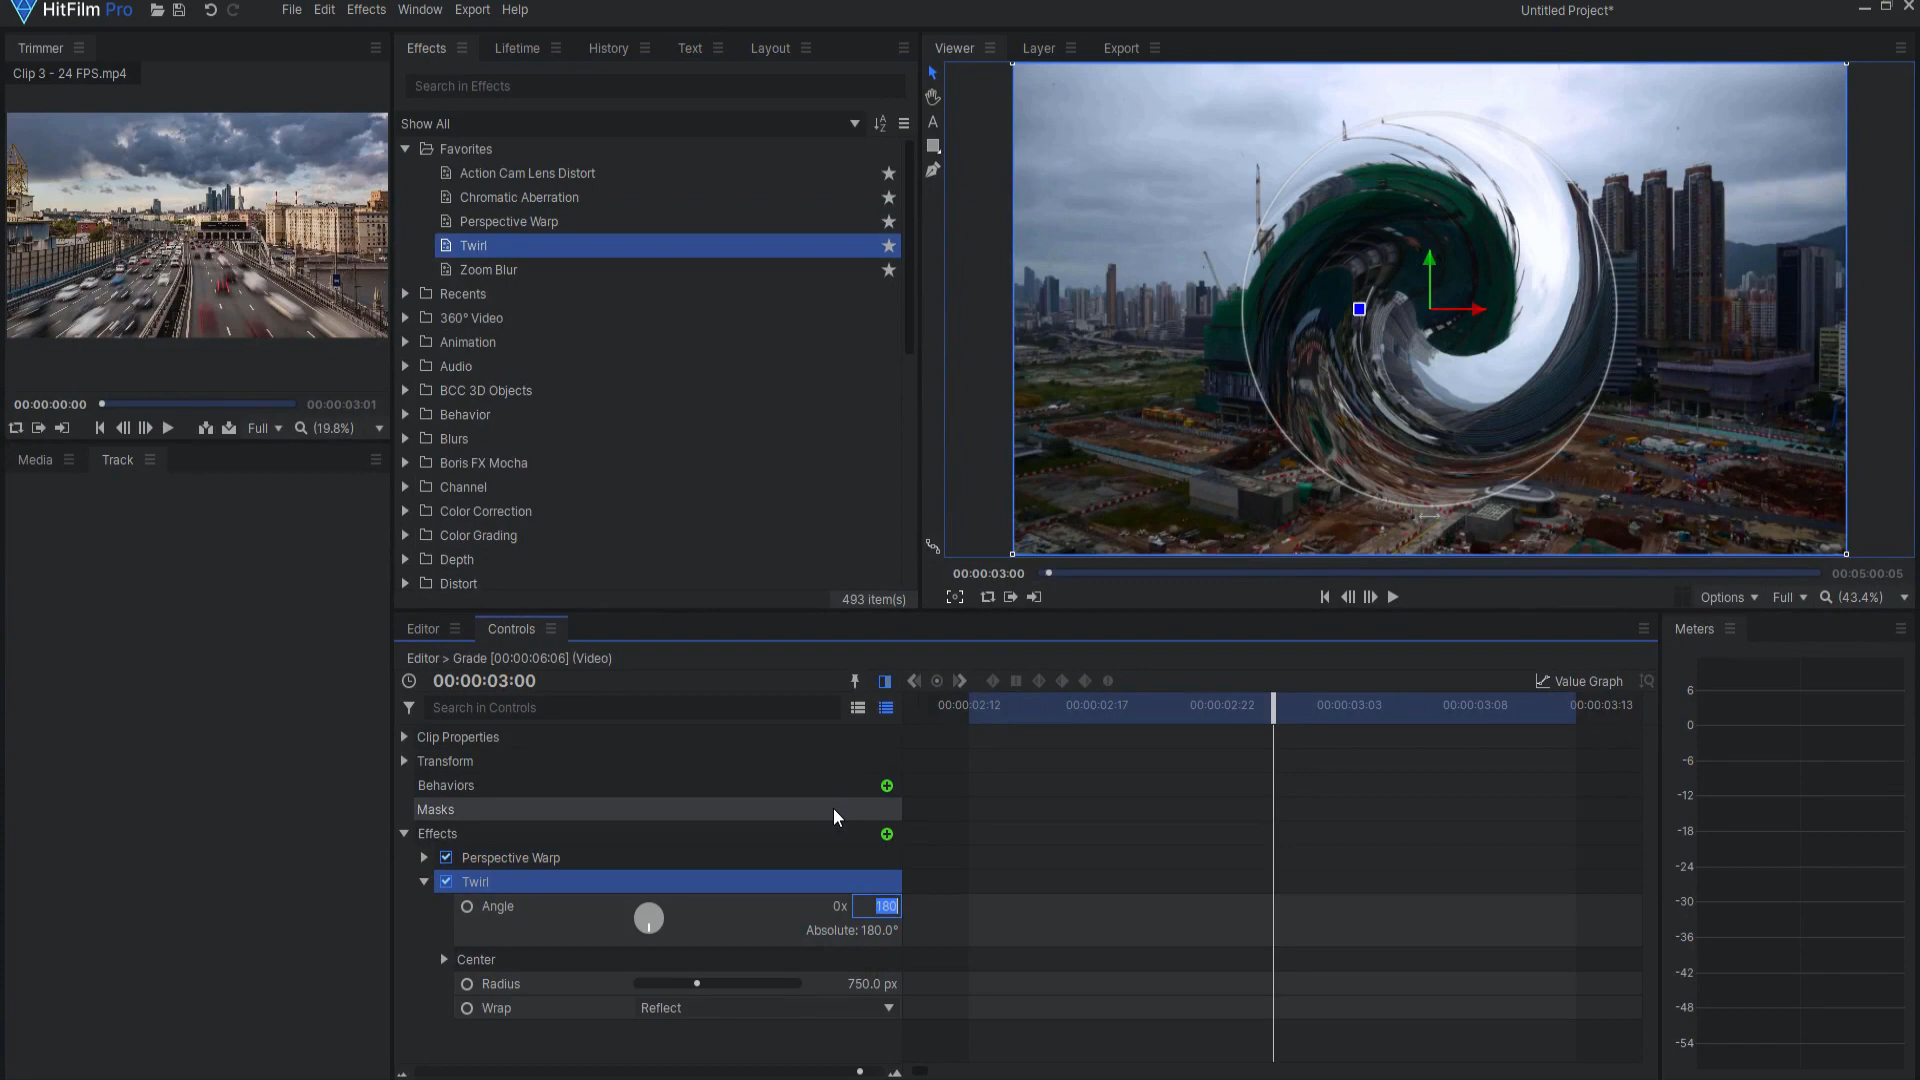 HitFilm Pro
File Edit Effects Window Export Help
Untitled Project*
Trimmer
Clip 3 - 24 FPS.mp4
00:00:00:00
00:00:03:01
Full
(19.8%)
Media Track
Effects Lifetime History Text Layout
Search in Effects
Show All
Favorites
Action Cam Lens Distort
Chromatic Aberration
Perspective Warp
Twirl
Zoom Blur
Recents
360° Video
Animation
Audio
BCC 3D Objects
Behavior
Blurs
Boris FX Mocha
Channel
Color Correction
Color Grading
Depth
Distort
493 item(s)
Viewer Layer Export
A
00:00:03:00
00:05:00:05
Options Full (43.4%)
Editor Controls
Editor > Grade [00:00:06:06] (Video)
00:00:03:00
Value Graph
Search in Controls
00:00:02:12 00:00:02:17 00:00:02:22 00:00:03:03 00:00:03:08 00:00:03:13
Clip Properties
Transform
Behaviors
Masks
Effects
Perspective Warp
Twirl
Angle 0x 180
Absolute: 180.0°
Center
Radius 750.0 px
Wrap Reflect
Meters
6
0
-6
-12
-18
-24
-30
-36
-42
-48
-54